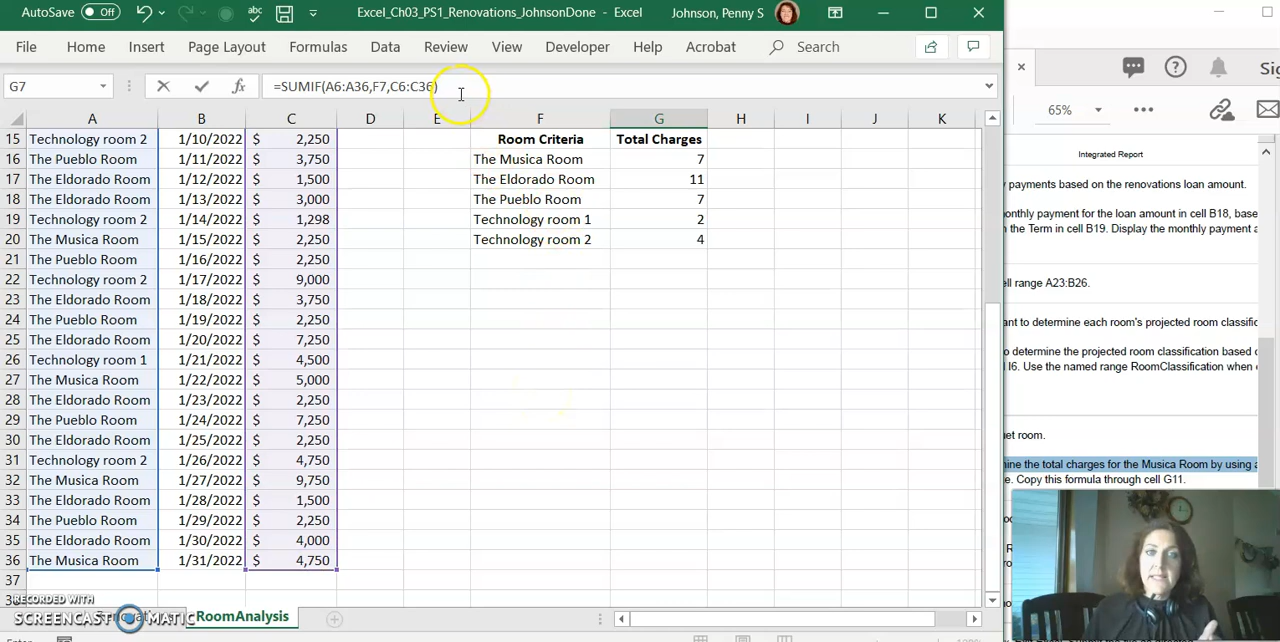 AutoSave Off abc Excel_Ch03_PS1_Renovations_JohnsonDone - Excel Johnson, Penny S
File Home Insert Page Layout Formulas Data Review View Developer Help Acrobat Search
G7 fx =SUMIF(A6:A36,F7,C6:C36)
A B C D E F G H I J K
15 Technology room 2 1/10/2022 $ 2,250 Room Criteria Total Charges
16 The Pueblo Room 1/11/2022 $ 3,750 The Musica Room 7
17 The Eldorado Room 1/12/2022 $ 1,500 The Eldorado Room 11
18 The Eldorado Room 1/13/2022 $ 3,000 The Pueblo Room 7
19 Technology room 2 1/14/2022 $ 1,298 Technology room 1 2
20 The Musica Room 1/15/2022 $ 2,250 Technology room 2 4
21 The Pueblo Room 1/16/2022 $ 2,250
22 Technology room 2 1/17/2022 $ 9,000
23 The Eldorado Room 1/18/2022 $ 3,750
24 The Pueblo Room 1/19/2022 $ 2,250
25 The Eldorado Room 1/20/2022 $ 7,250
26 Technology room 1 1/21/2022 $ 4,500
27 The Musica Room 1/22/2022 $ 5,000
28 The Eldorado Room 1/23/2022 $ 2,250
29 The Pueblo Room 1/24/2022 $ 7,250
30 The Eldorado Room 1/25/2022 $ 2,250
31 Technology room 2 1/26/2022 $ 4,750
32 The Musica Room 1/27/2022 $ 9,750
33 The Eldorado Room 1/28/2022 $ 1,500
34 The Pueblo Room 1/29/2022 $ 2,250
35 The Eldorado Room 1/30/2022 $ 4,000
36 The Musica Room 1/31/2022 $ 4,750
37
RECORDED WITH
SCREENCAST MATIC
RoomAnalysis
65%
Integrated Report
payments based on the renovations loan amount.
onthly payment for the loan amount in cell B18, base
n the Term in cell B19. Display the monthly payment a
ell range A23:B26.
ant to determine each room's projected room classific
o determine the projected room classification based o
I6. Use the named range RoomClassification when
et room.
ine the total charges for the Musica Room by using a
e. Copy this formula through cell G11.